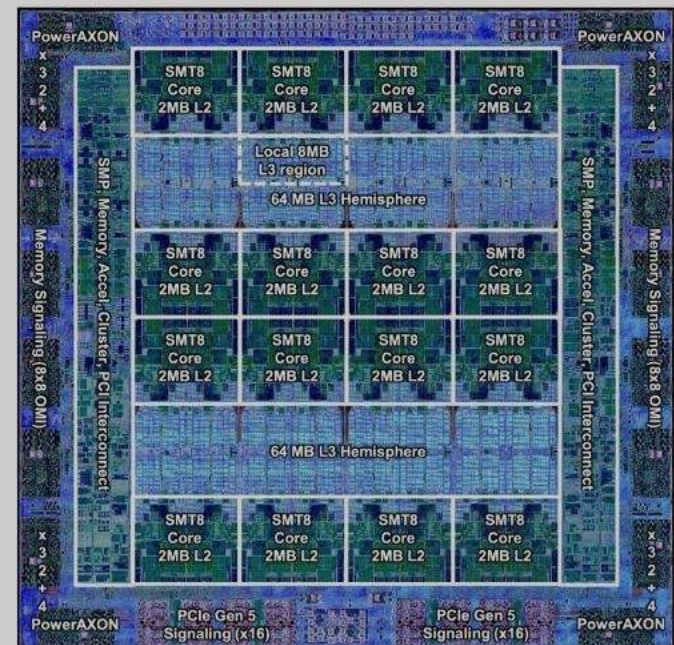 PowerAXON
PowerAXON
x 3 2 + 4
x 3 2 + 4
SMT8
Core
2MB L2
SMT8
Core
2MB L2
SMT8
Core
2MB L2
SMT8
Core
2MB L2
Local 8MB
L3 region
64 MB L3 Hemisphere
SMP, Memory, Accel, Cluster, PCI Interconnect
SMP, Memory, Accel, Cluster, PCI Interconnect
Memory Signaling (8x8 OMI)
Memory Signaling (8x8 OMI)
SMT8
Core
2MB L2
SMT8
Core
2MB L2
SMT8
Core
2MB L2
SMT8
Core
2MB L2
SMT8
Core
2MB L2
SMT8
Core
2MB L2
SMT8
Core
2MB L2
SMT8
Core
2MB L2
64 MB L3 Hemisphere
SMT8
Core
2MB L2
SMT8
Core
2MB L2
SMT8
Core
2MB L2
SMT8
Core
2MB L2
x 3 2 + 4
x 3 2 + 4
PowerAXON
PCIe Gen 5
Signaling (x16)
PCIe Gen 5
Signaling (x16)
PowerAXON